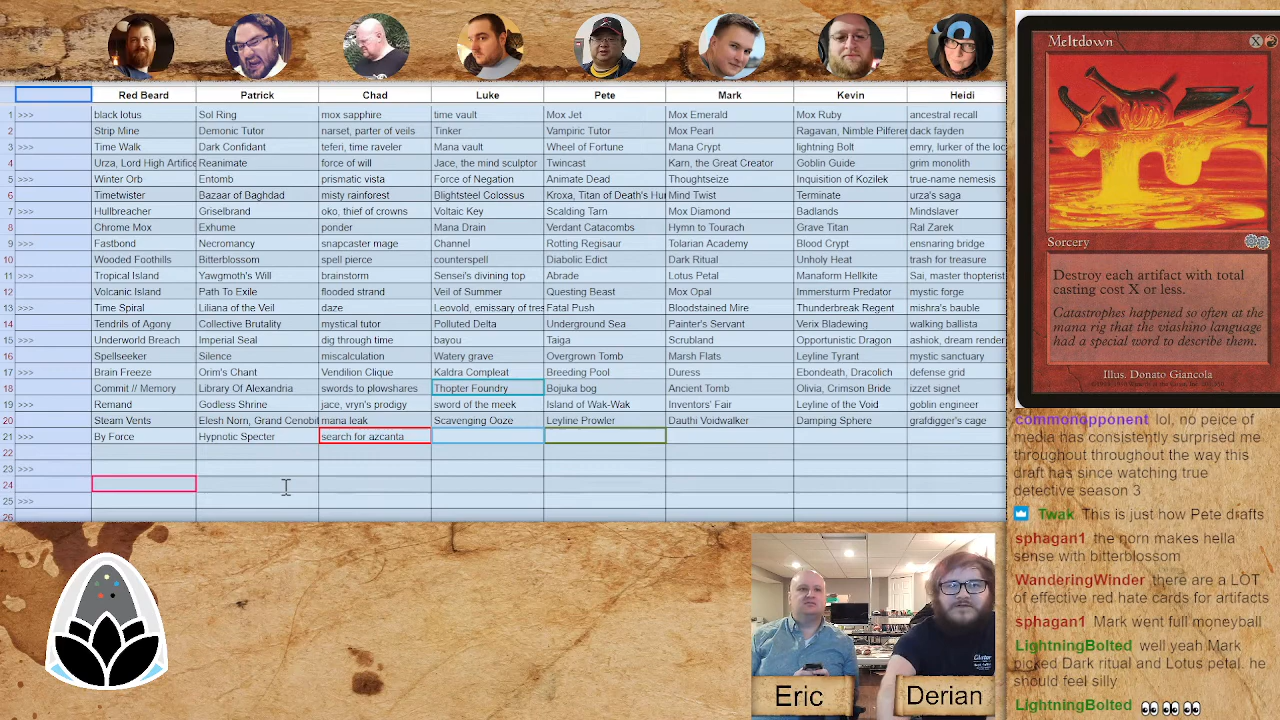 Red Beard Patrick Chad Luke Pete Mark Kevin Heidi
1 >>> black lotus Sol Ring mox sapphire time vault Mox Jet Mox Emerald Mox Ruby ancestral recall
2 Strip Mine Demonic Tutor narset, parter of veils Tinker Vampiric Tutor Mox Pearl Ragavan, Nimble Pilferer dack fayden
3 >>> Time Walk Dark Confidant teferi, time raveler Mana vault Wheel of Fortune Mana Crypt lightning Bolt emry, lurker of the loc
4 Urza, Lord High Artifice Reanimate force of will Jace, the mind sculptor Twincast Karn, the Great Creator Goblin Guide grim monolith
5 >>> Winter Orb Entomb prismatic vista Force of Negation Animate Dead Thoughtseize Inquisition of Kozilek true-name nemesis
6 Timetwister Bazaar of Baghdad misty rainforest Blightsteel Colossus Kroxa, Titan of Death's Hu Mind Twist Terminate urza's saga
7 >>> Hullbreacher Griselbrand oko, thief of crowns Voltaic Key Scalding Tarn Mox Diamond Badlands Mindslaver
8 Chrome Mox Exhume ponder Mana Drain Verdant Catacombs Hymn to Tourach Grave Titan Ral Zarek
9 >>> Fastbond Necromancy snapcaster mage Channel Rotting Regisaur Tolarian Academy Blood Crypt ensnaring bridge
10 Wooded Foothills Bitterblossom spell pierce counterspell Diabolic Edict Dark Ritual Unholy Heat trash for treasure
11 >>> Tropical Island Yawgmoth's Will brainstorm Sensei's divining top Abrade Lotus Petal Manaform Hellkite Sai, master thopterist
12 Volcanic Island Path To Exile flooded strand Veil of Summer Questing Beast Mox Opal Immersturm Predator mystic forge
13 >>> Time Spiral Liliana of the Veil daze Leovold, emissary of tres Fatal Push Bloodstained Mire Thunderbreak Regent mishra's bauble
14 Tendrils of Agony Collective Brutality mystical tutor Polluted Delta Underground Sea Painter's Servant Verix Bladewing walking ballista
15 >>> Underworld Breach Imperial Seal dig through time bayou Taiga Scrubland Opportunistic Dragon ashiok, dream render
16 Spellseeker Silence miscalculation Watery grave Overgrown Tomb Marsh Flats Leyline Tyrant mystic sanctuary
17 >>> Brain Freeze Orim's Chant Vendilion Clique Kaldra Compleat Breeding Pool Duress Ebondeath, Dracolich defense grid
18 Commit // Memory Library Of Alexandria swords to plowshares Thopter Foundry Bojuka bog Ancient Tomb Olivia, Crimson Bride izzet signet
19 >>> Remand Godless Shrine jace, vryn's prodigy sword of the meek Island of Wak-Wak Inventors' Fair Leyline of the Void goblin engineer
20 Steam Vents Elesh Norn, Grand Cenobit mana leak Scavenging Ooze Leyline Prowler Dauthi Voidwalker Damping Sphere grafdigger's cage
21 >>> By Force Hypnotic Specter search for azcanta
22
23 >>>
24
25 >>>
26
Meltdown X
Sorcery
Destroy each artifact with total
casting cost X or less.
Catastrophes happened so often at the
mana rig that the viashino language
had a special word to describe them.
Illus. Donato Giancola
commonopponent lol, no peice of
media has consistently surprised me
throughout throughout the way this
draft has since watching true
detective season 3
Twak This is just how Pete drafts
sphagan1 the norn makes hella
sense with bitterblossom
WanderingWinder there are a LOT
of effective red hate cards for artifacts
sphagan1 Mark went full moneyball
LightningBolted well yeah Mark
picked Dark ritual and Lotus petal. he
should feel silly
LightningBolted
Eric
Derian